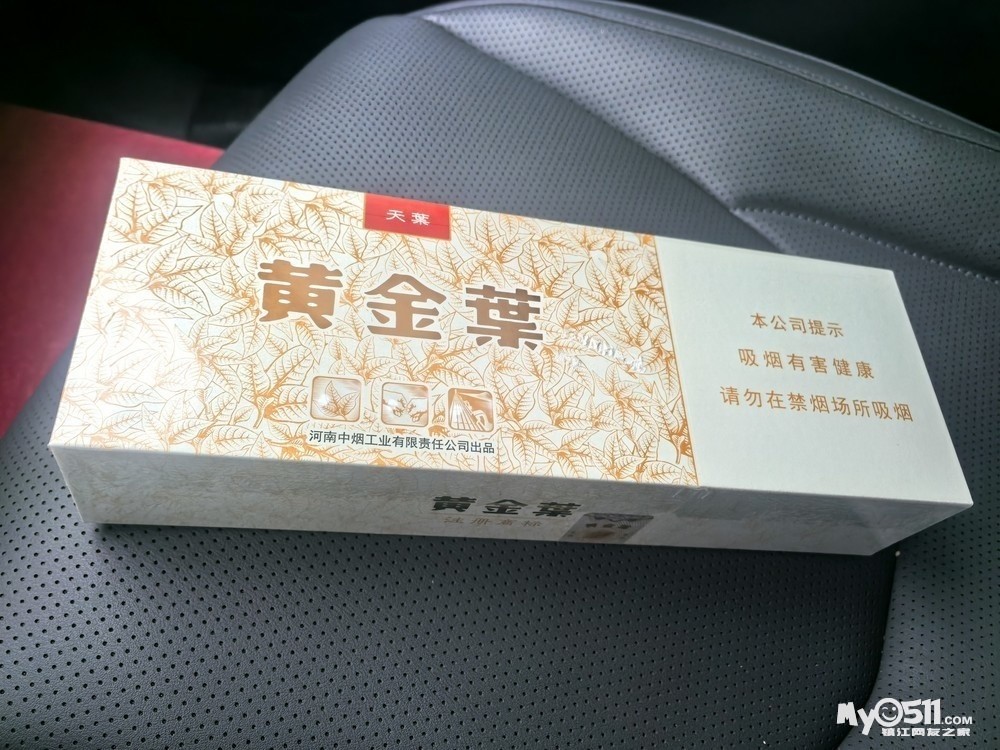 天葉
黄金葉
河南中烟工业有限责任公司出品
本公司提示
吸烟有害健康
请勿在禁烟场所吸烟
黄金葉
MY0511.COM
镇江网友之家